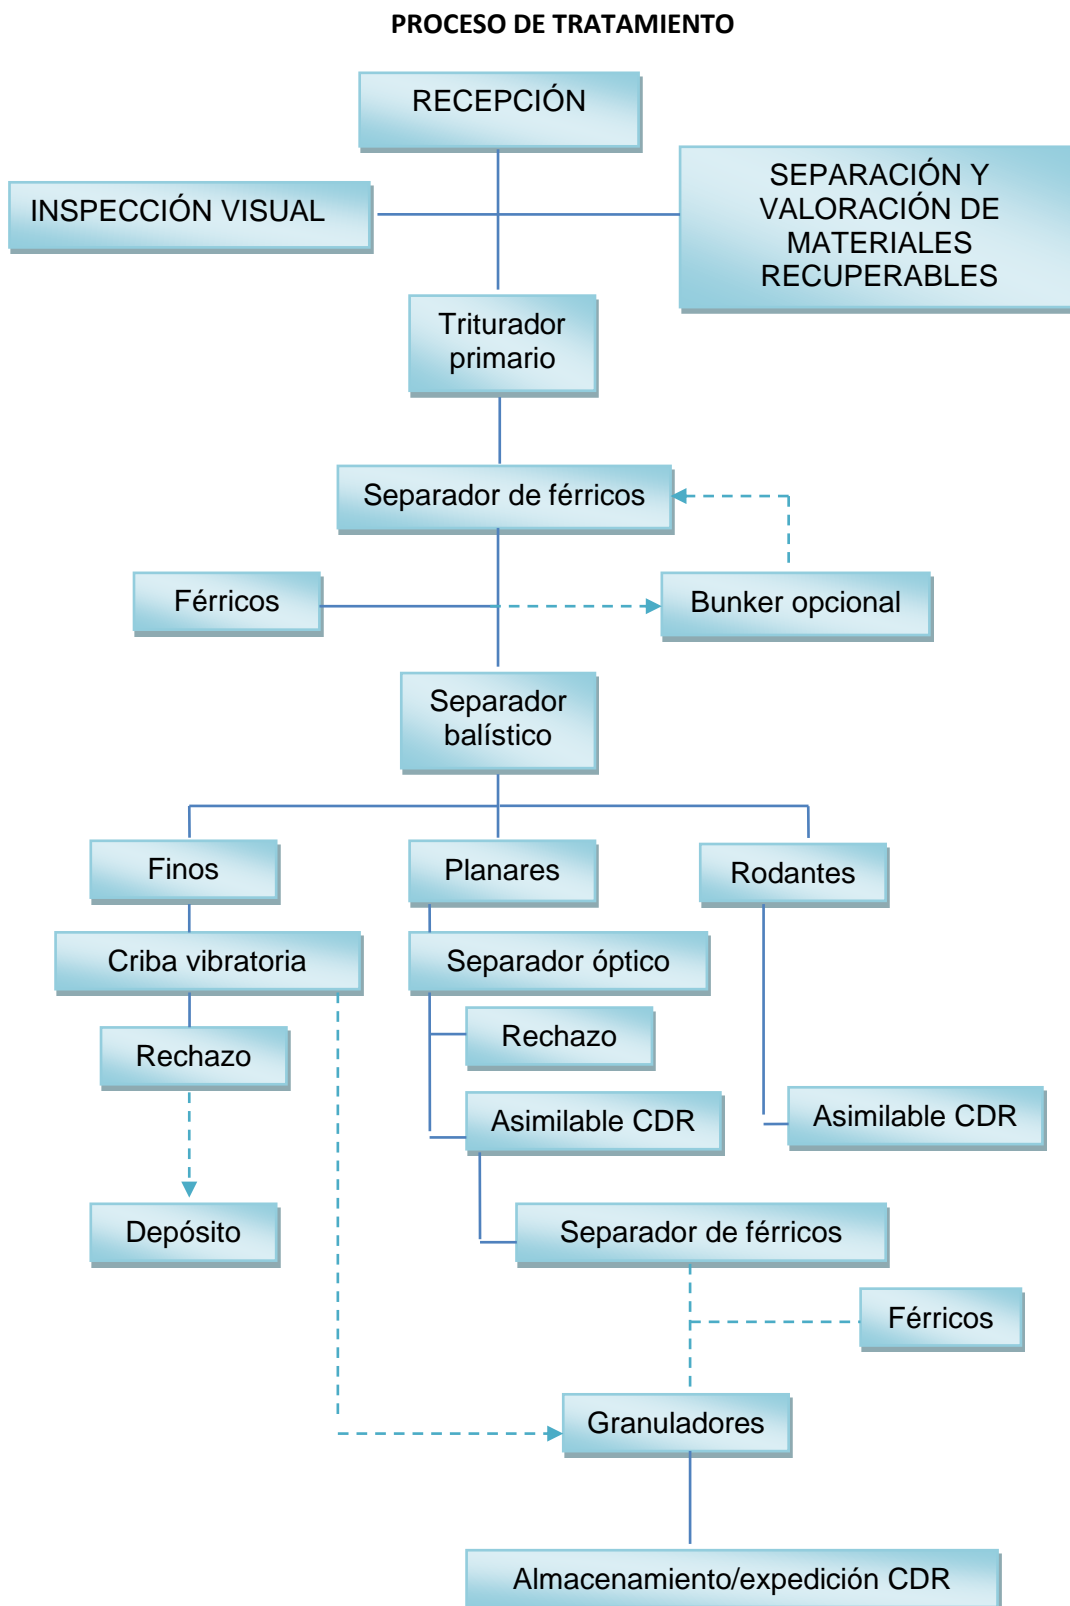 PROCESO DE TRATAMIENTO
RECEPCIÓN
INSPECCIÓN VISUAL
SEPARACIÓN Y
VALORACIÓN DE
MATERIALES
RECUPERABLES
Triturador
primario
Separador de férricos
Férricos
Bunker opcional
Separador
balístico
Finos
Planares
Rodantes
Criba vibratoria
Separador óptico
Rechazo
Rechazo
Asimilable CDR
Asimilable CDR
Depósito
Separador de férricos
Férricos
Granuladores
Almacenamiento/expedición CDR